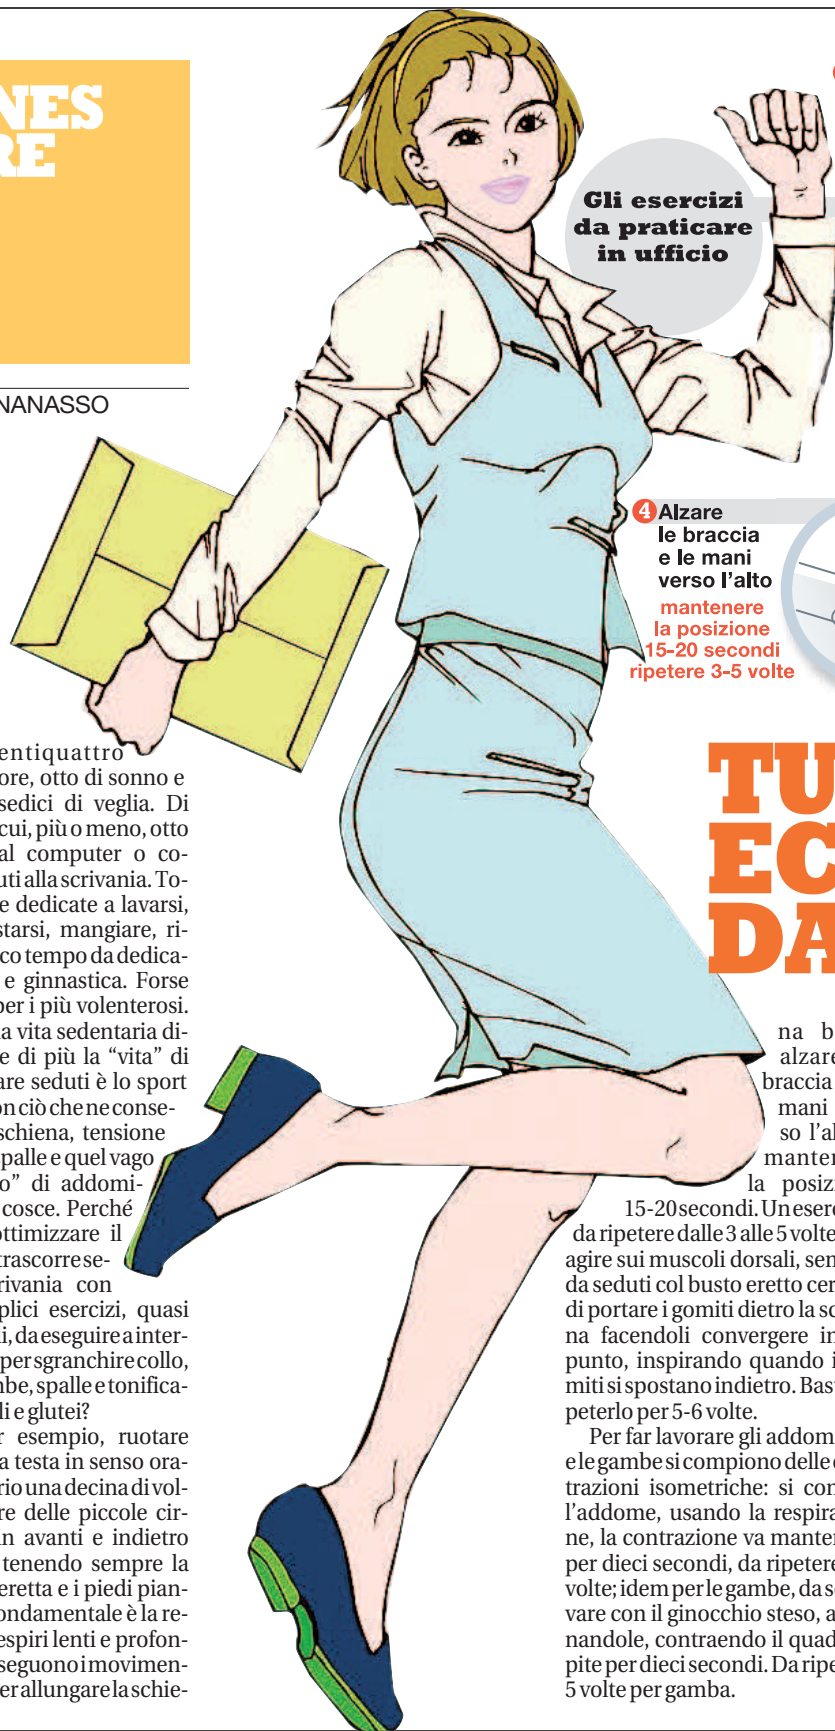 NES
RE
NANASSO
Gli esercizi
da praticare
in ufficio
4 Alzare
le braccia
e le mani
verso l'alto
mantenere
la posizione
15-20 secondi
ripetere 3-5 volte
entiquattro
ore, otto di sonno e
sedici di veglia. Di
cui, più o meno, otto
al computer o co-
uti alla scrivania. To-
e dedicate a lavarsi,
starsi, mangiare, ri-
co tempo da dedica-
e ginnastica. Forse
per i più volenterosi.
a vita sedentaria di-
e di più la “vita” di
are seduti è lo sport
on ciò che ne conse-
schiena, tensione
spalle e quel vago
o” di addomi-
cosce. Perché
ottimizzare il
trascorre se-
rivania con
plici esercizi, quasi
i, da eseguire a inter-
per sgranchire collo,
mbe, spalle e tonifica-
li e glutei?
r esempio, ruotare
a testa in senso ora-
rio una decina di vol-
re delle piccole cir-
in avanti e indietro
tenendo sempre la
eretta e i piedi pian-
ondamentale è la re-
espiri lenti e profon-
seguono i movimen-
er allungare la schie-
TU
EC
DA
na b
alzare
braccia
mani
so l'al
manten
la posizi
15-20 secondi. Un eserc
da ripetere dalle 3 alle 5 volte
agire sui muscoli dorsali, sem
da seduti col busto eretto cer
di portare i gomiti dietro la sc
na facendoli convergere in
punto, inspirando quando i
miti si spostano indietro. Bas
peterlo per 5-6 volte.
Per far lavorare gli addom
e le gambe si compiono delle
trazioni isometriche: si con
l'addome, usando la respira
ne, la contrazione va manten
per dieci secondi, da ripetere
volte; idem per le gambe, da s
vare con il ginocchio steso, a
nandole, contraendo il quad
pite per dieci secondi. Da ripe
5 volte per gamba.